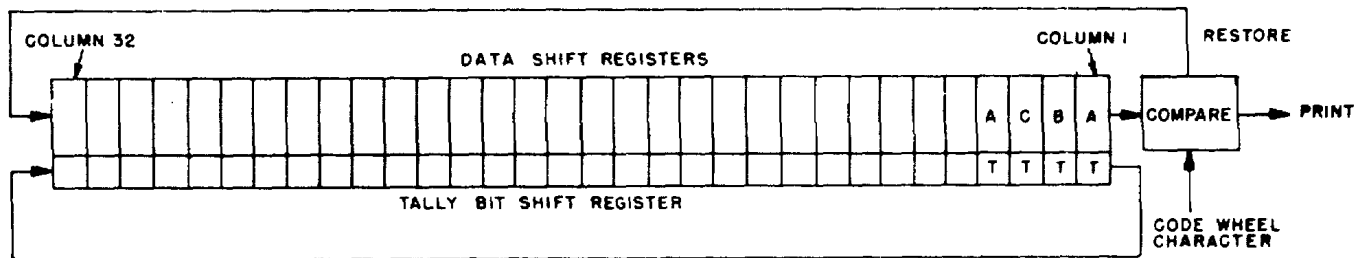 COLUMN 32
DATA SHIFT REGISTERS
COLUMN 1
RESTORE
A C B A
COMPARE
PRINT
T T T T
TALLY BIT SHIFT REGISTER
CODE WHEEL
CHARACTER